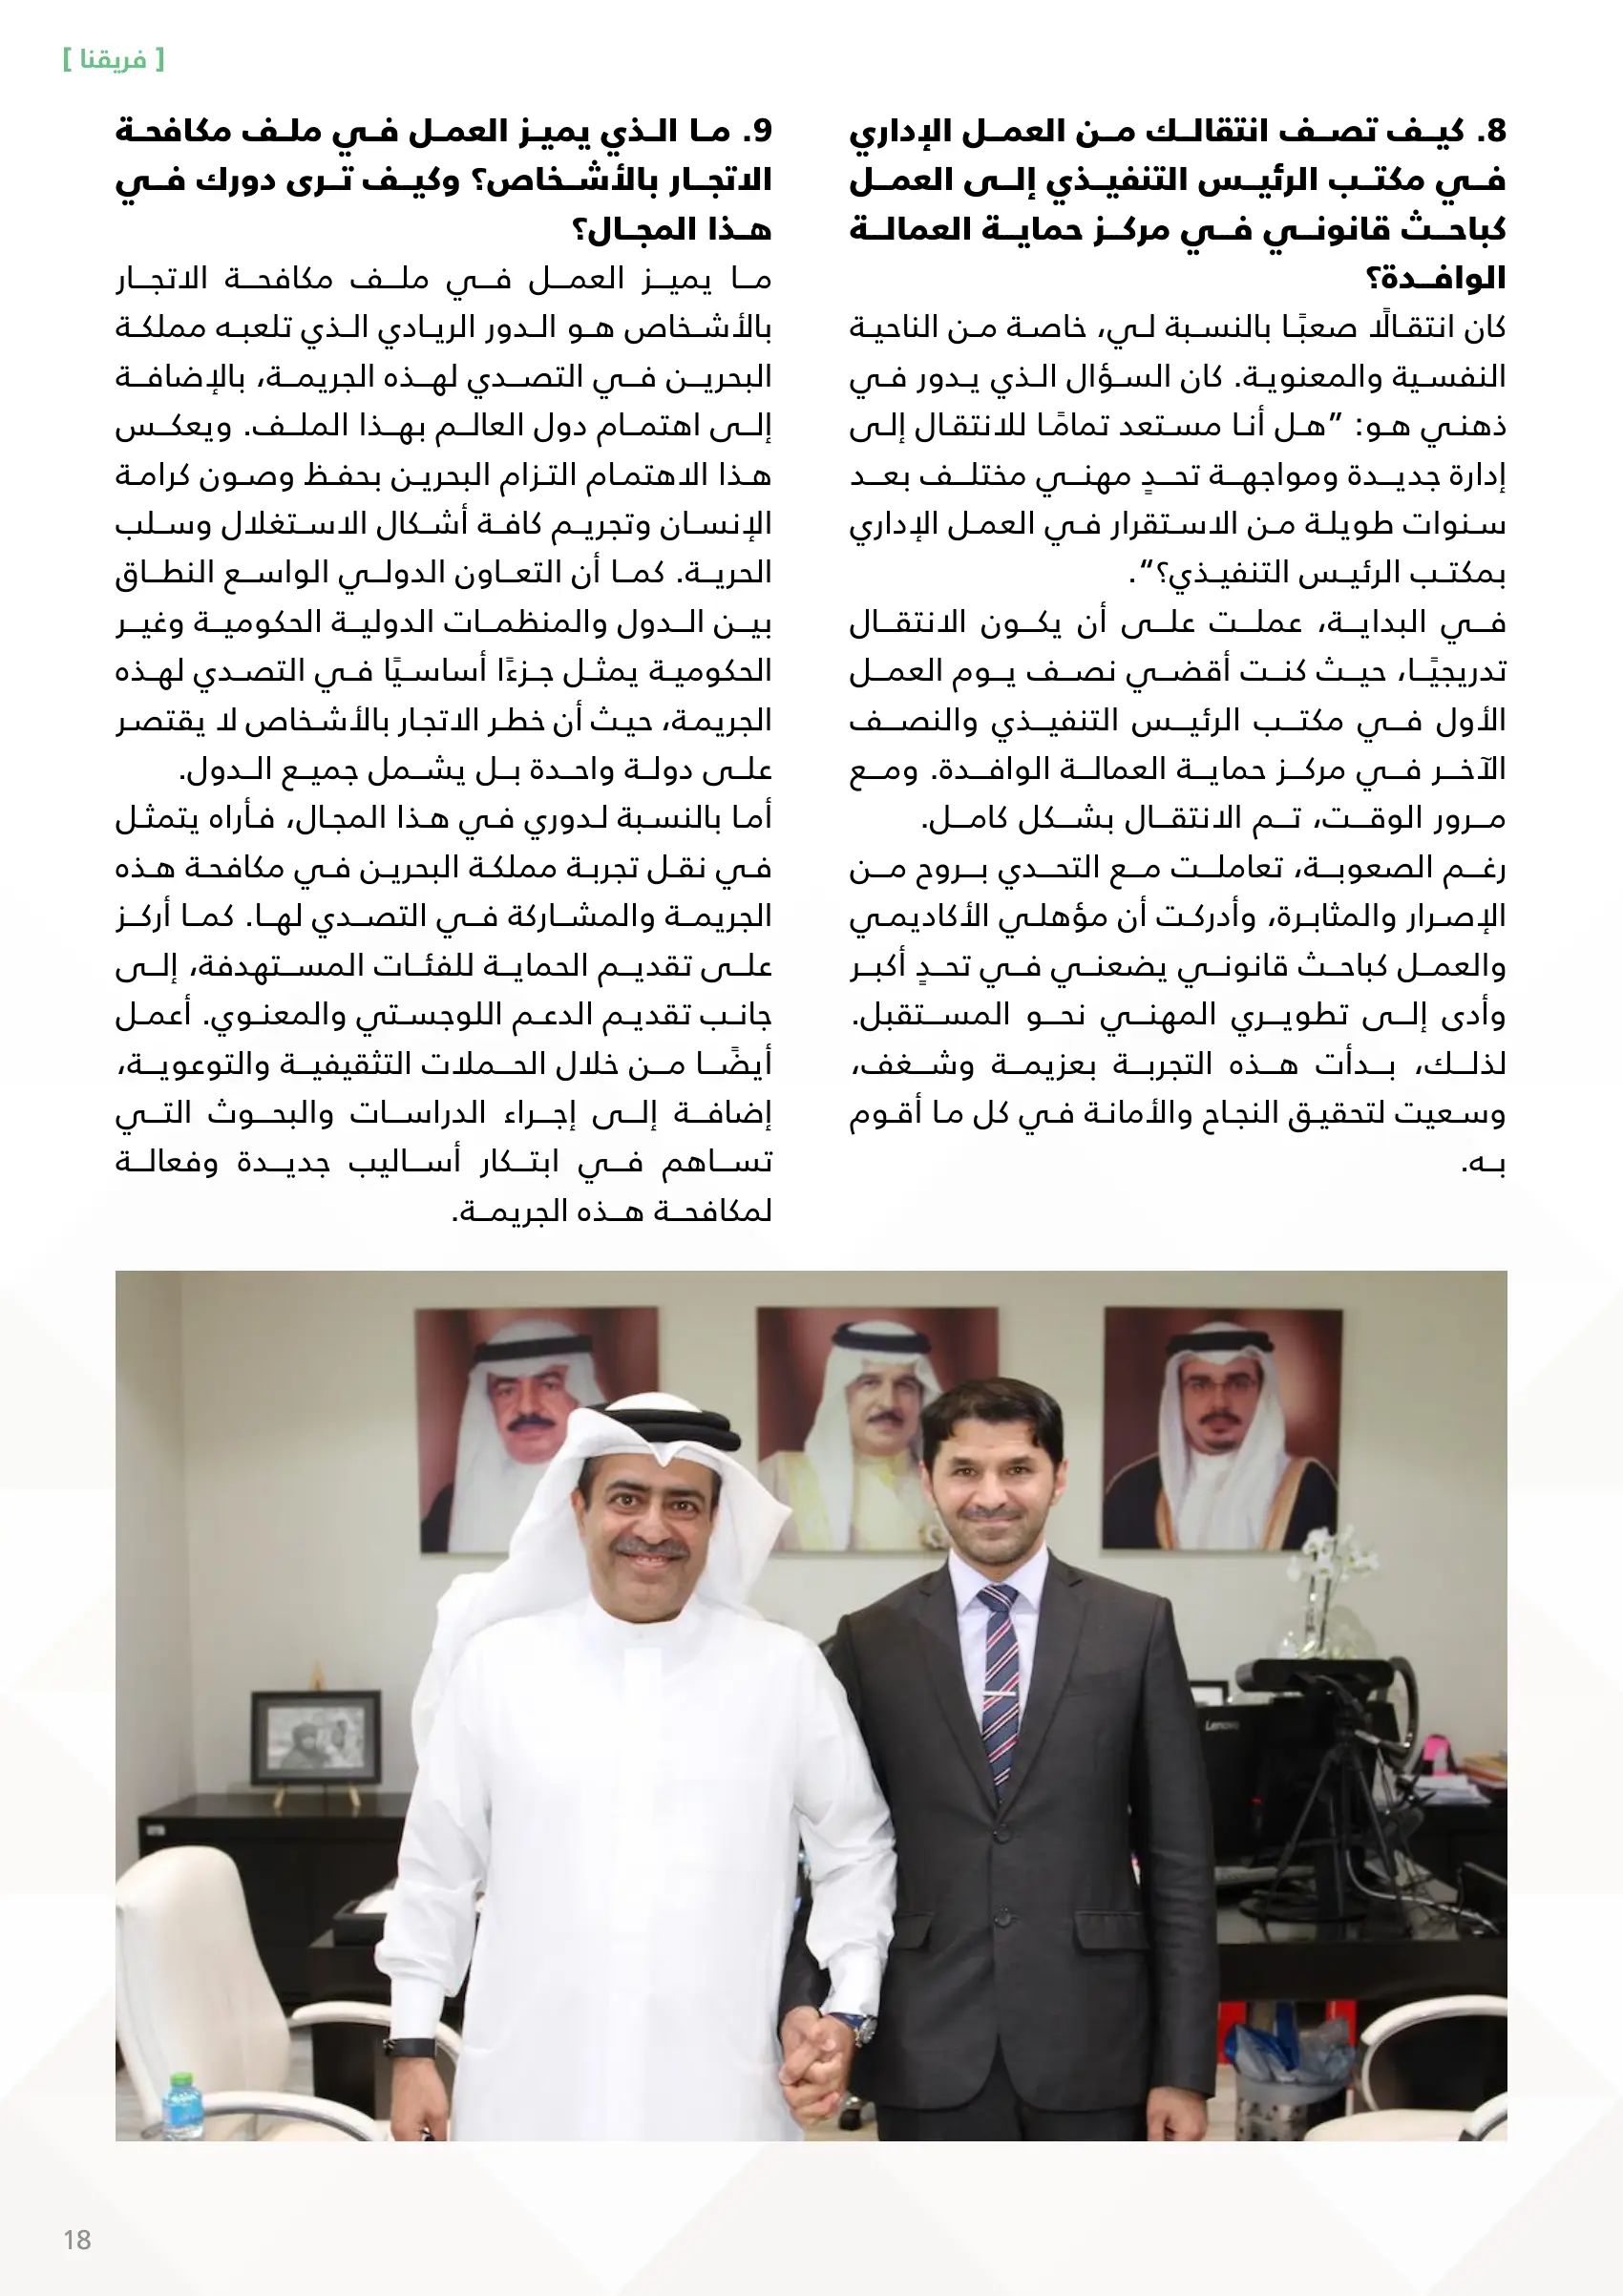 [ فريقنا ]
8. كيف تصف انتقالك من العمل الإداري
في مكتب الرئيس التنفيذي إلى العمل
كباحث قانوني في مركز حماية العمالة
الوافدة؟
كان انتقالًا صعبًا بالنسبة لي، خاصة من الناحية
النفسية والمعنوية. كان السؤال الذي يدور في
ذهني هو: ”هل أنا مستعد تمامًا للانتقال إلى
إدارة جديدة ومواجهة تحدٍ مهني مختلف بعد
سنوات طويلة من الاستقرار في العمل الإداري
بمكتب الرئيس التنفيذي؟“.
في البداية، عملت على أن يكون الانتقال
تدريجيًا، حيث كنت أقضي نصف يوم العمل
الأول في مكتب الرئيس التنفيذي والنصف
الآخر في مركز حماية العمالة الوافدة. ومع
مرور الوقت، تم الانتقال بشكل كامل.
رغم الصعوبة، تعاملت مع التحدي بروح من
الإصرار والمثابرة، وأدركت أن مؤهلي الأكاديمي
والعمل كباحث قانوني يضعني في تحدٍ أكبر
وأدى إلى تطويري المهني نحو المستقبل.
لذلك، بدأت هذه التجربة بعزيمة وشغف،
وسعيت لتحقيق النجاح والأمانة في كل ما أقوم
به.
9. ما الذي يميز العمل في ملف مكافحة
الاتجار بالأشخاص؟ وكيف ترى دورك في
هذا المجال؟
ما يميز العمل في ملف مكافحة الاتجار
بالأشخاص هو الدور الريادي الذي تلعبه مملكة
البحرين في التصدي لهذه الجريمة، بالإضافة
إلى اهتمام دول العالم بهذا الملف. ويعكس
هذا الاهتمام التزام البحرين بحفظ وصون كرامة
الإنسان وتجريم كافة أشكال الاستغلال وسلب
الحرية. كما أن التعاون الدولي الواسع النطاق
بين الدول والمنظمات الدولية الحكومية وغير
الحكومية يمثل جزءًا أساسيًا في التصدي لهذه
الجريمة، حيث أن خطر الاتجار بالأشخاص لا يقتصر
على دولة واحدة بل يشمل جميع الدول.
أما بالنسبة لدوري في هذا المجال، فأراه يتمثل
في نقل تجربة مملكة البحرين في مكافحة هذه
الجريمة والمشاركة في التصدي لها. كما أركز
على تقديم الحماية للفئات المستهدفة، إلى
جانب تقديم الدعم اللوجستي والمعنوي. أعمل
أيضًا من خلال الحملات التثقيفية والتوعوية،
إضافة إلى إجراء الدراسات والبحوث التي
تساهم في ابتكار أساليب جديدة وفعالة
لمكافحة هذه الجريمة.
Lenovo
18